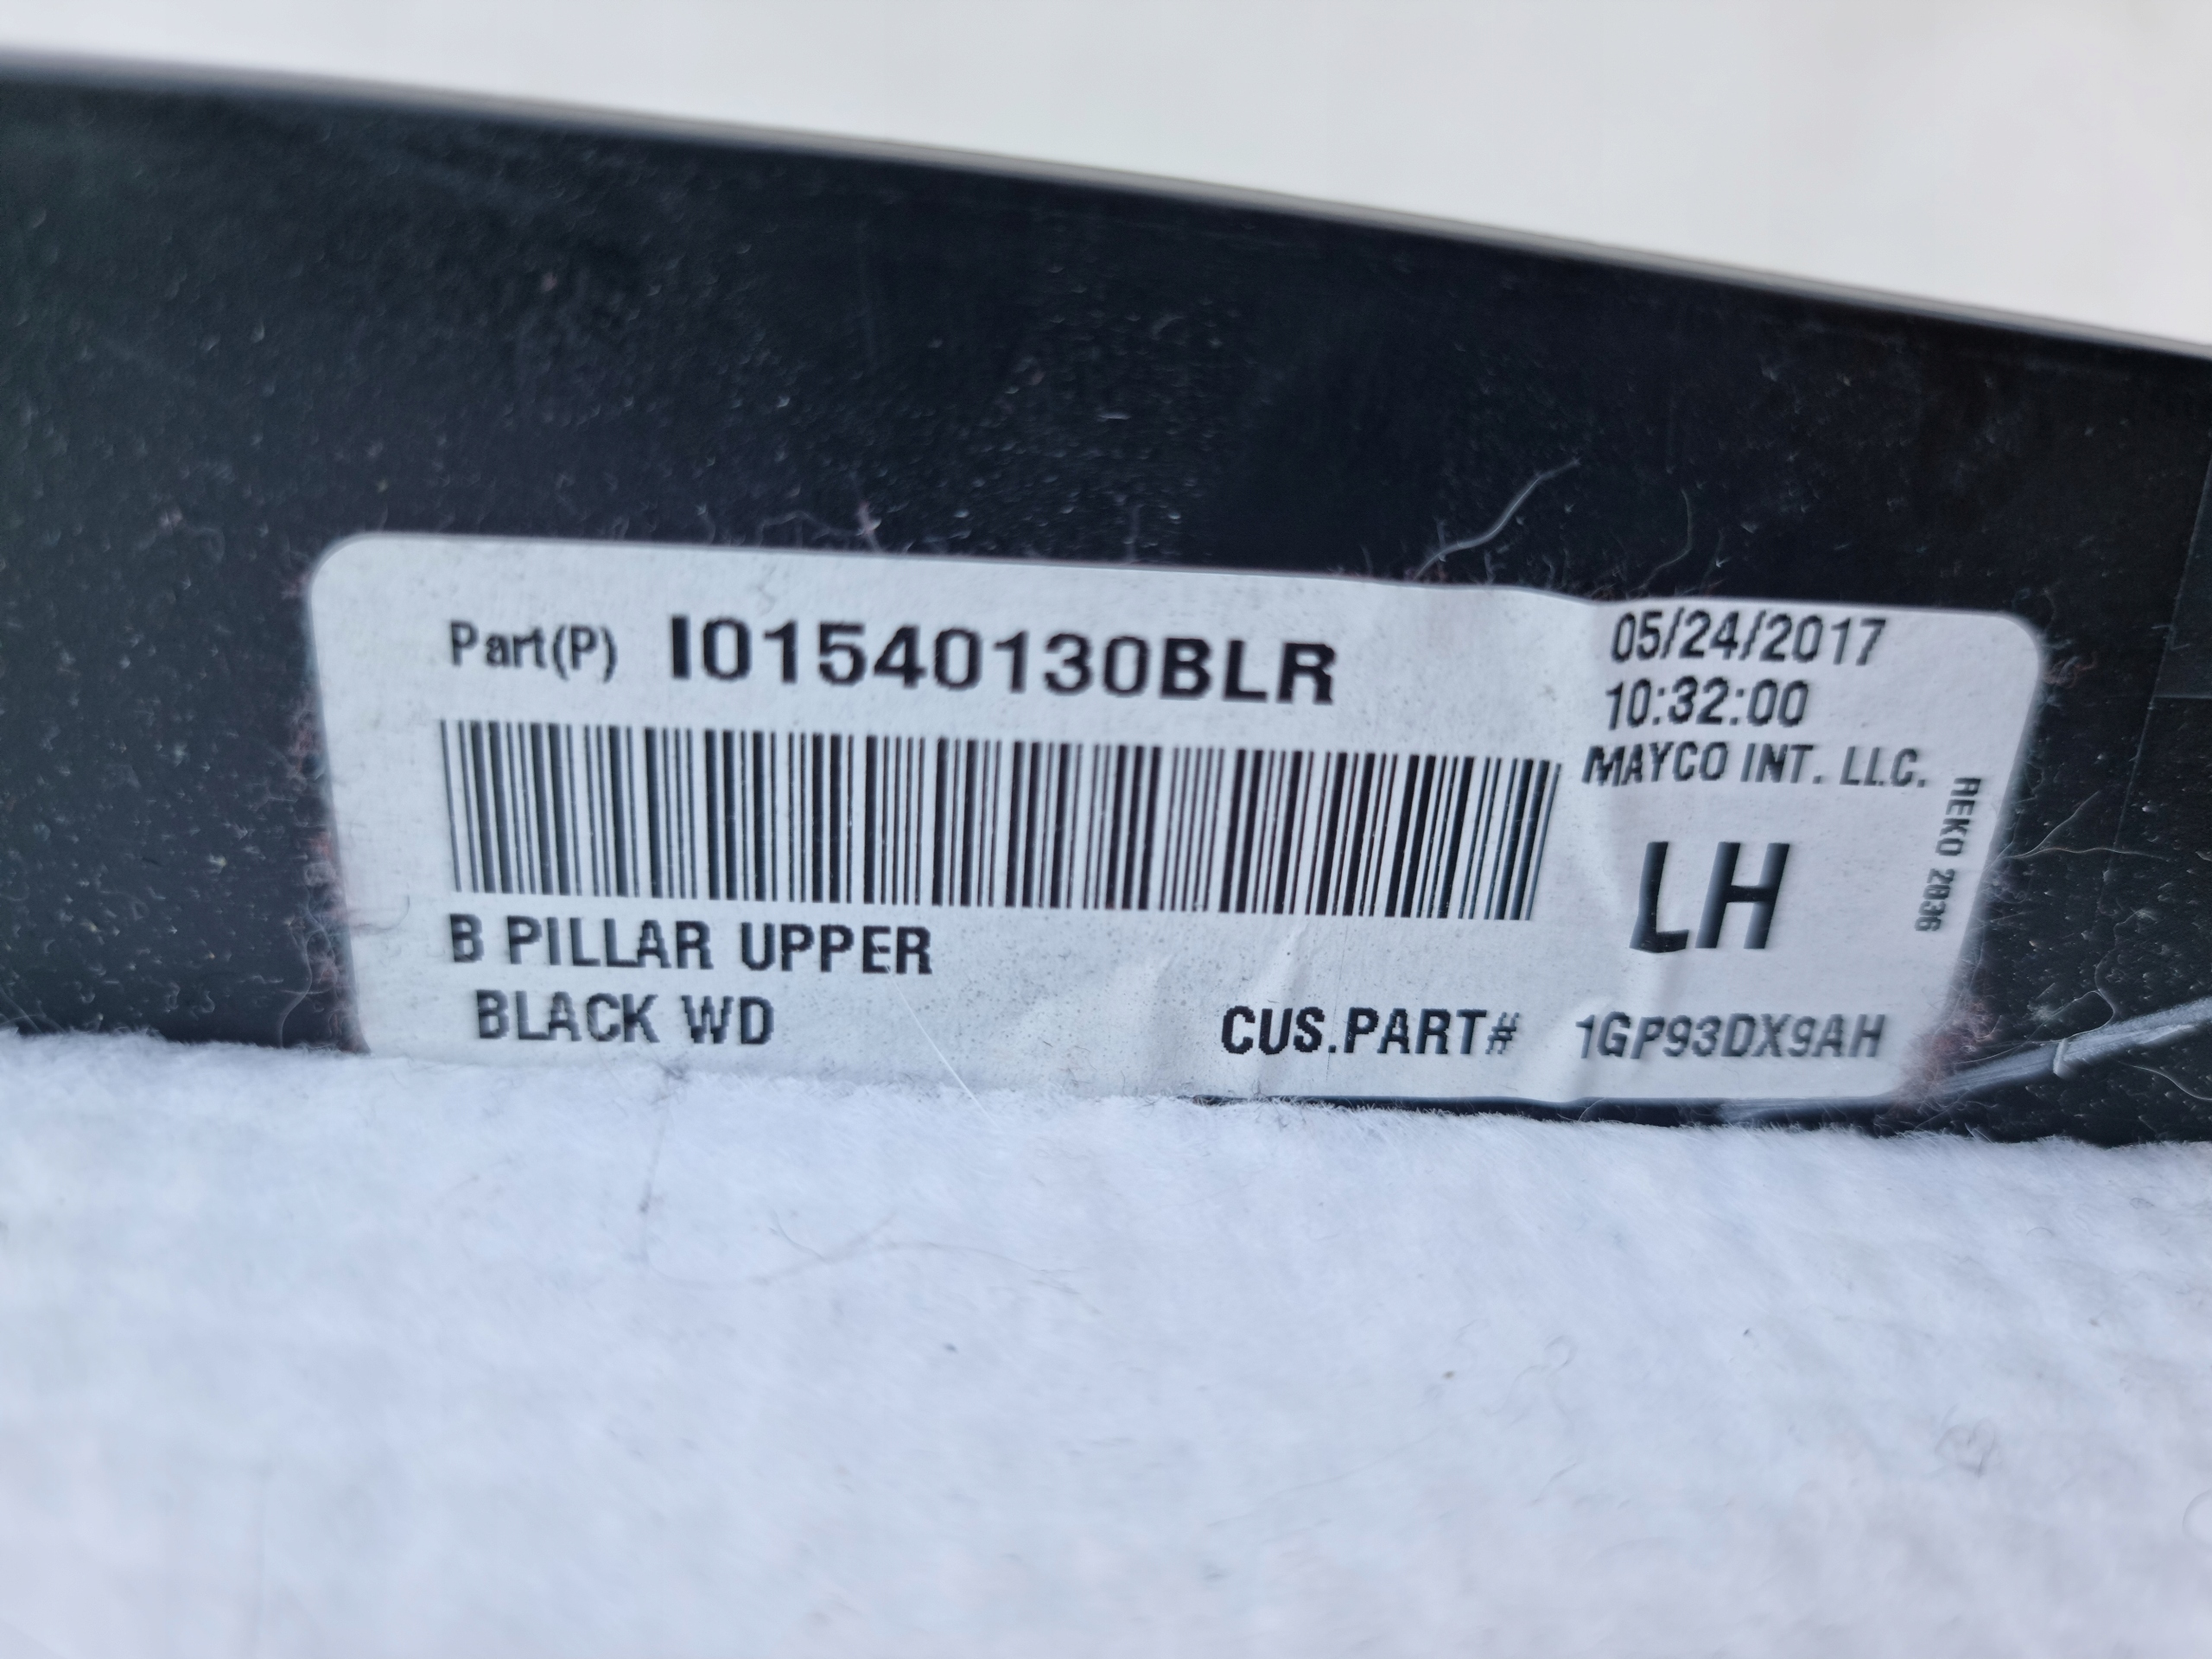 Part(P) I01540130BLR
05/24/2017
10:32:00
MAYCO INT. LLC.
LH
REKO 2836
B PILLAR UPPER
BLACK WD
CUS.PART# 1GP93DX9AH